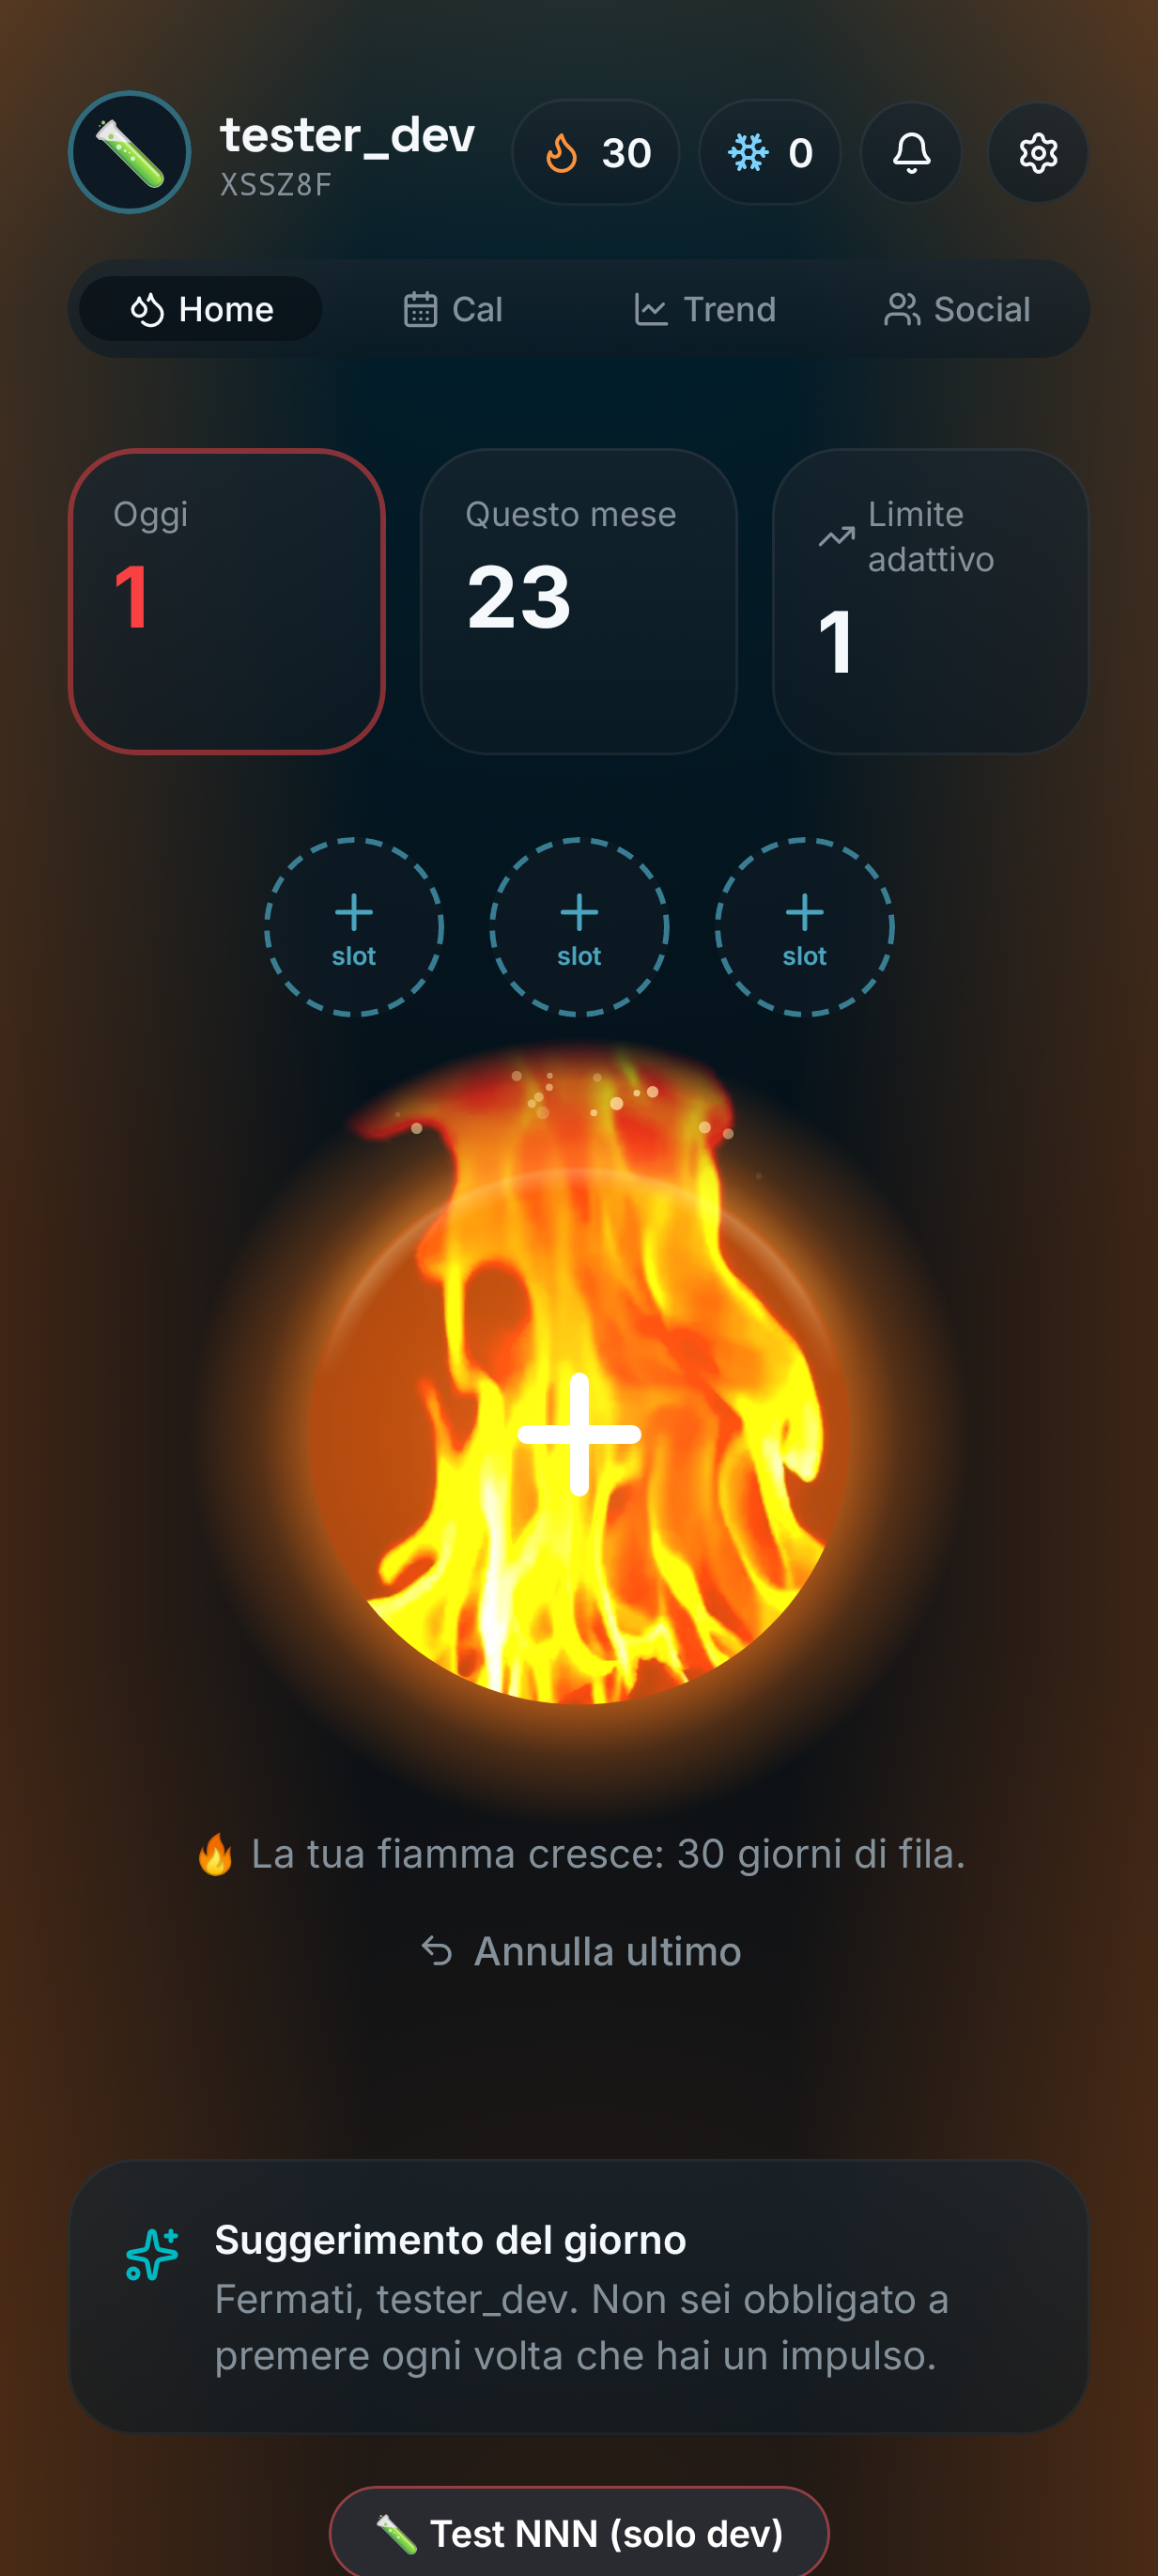 tester_dev
XSSZ8F
30
0
Home
Cal
Trend
Social
Oggi
1
Questo mese
23
Limite
adattivo
1
slot
slot
slot
🔥 La tua fiamma cresce: 30 giorni di fila.
Annulla ultimo
Suggerimento del giorno
Fermati, tester_dev. Non sei obbligato a
premere ogni volta che hai un impulso.
🧪 Test NNN (solo dev)